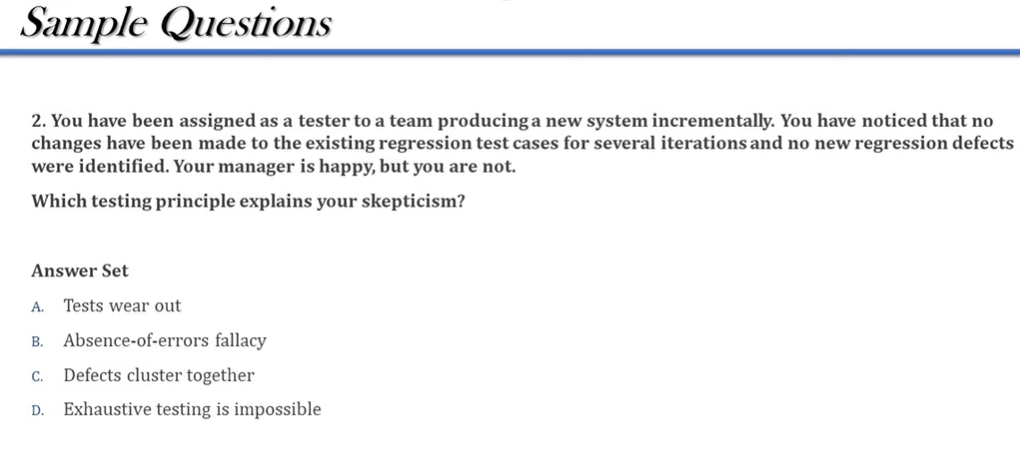 Sample Questions
2. You have been assigned as a tester to a team producing a new system incrementally. You have noticed that no
changes have been made to the existing regression test cases for several iterations and no new regression defects
were identified. Your manager is happy, but you are not.
Which testing principle explains your skepticism?
Answer Set
A. Tests wear out
B. Absence-of-errors fallacy
C. Defects cluster together
D. Exhaustive testing is impossible